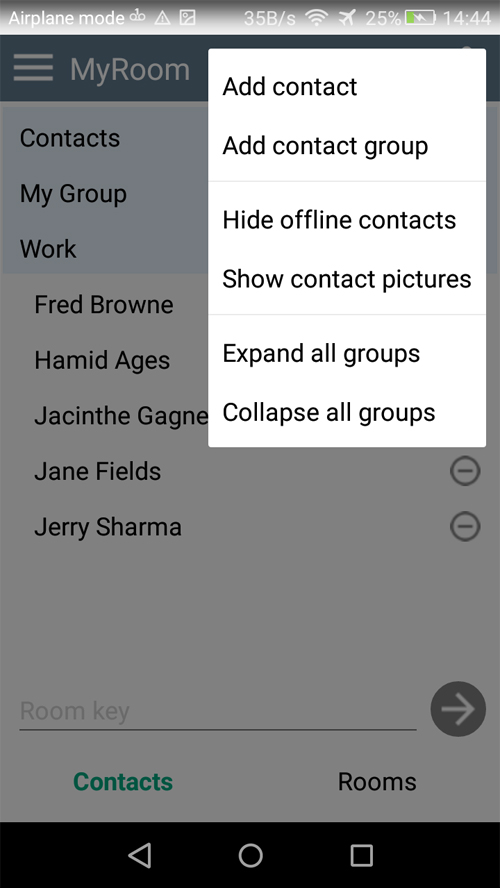 Airplane mode 35B/s 25% 14:44
MyRoom
Add contact
Add contact group
Hide offline contacts
Show contact pictures
Expand all groups
Collapse all groups
Contacts
My Group
Work
Fred Browne
Hamid Ages
Jacinthe Gagne
Jane Fields
Jerry Sharma
Room key
Contacts Rooms